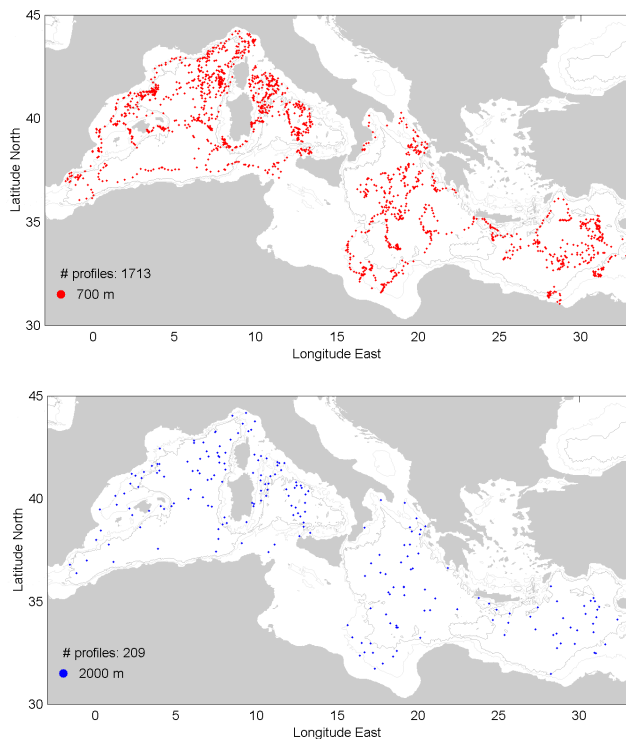 45
40
35
30
Latitude North
# profiles: 1713
700 m
0 5 10 15 20 25 30
Longitude East
45
40
35
30
Latitude North
# profiles: 209
2000 m
0 5 10 15 20 25 30
Longitude East